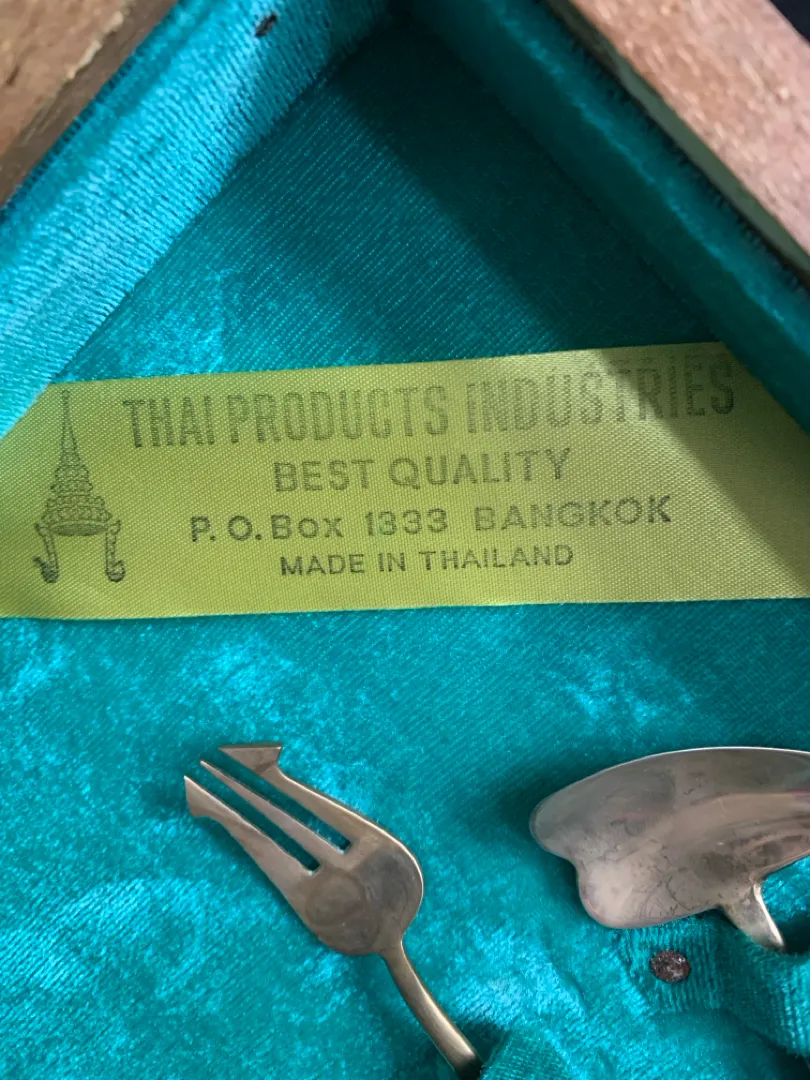 THAI PRODUCTS INDUSTRIES
BEST QUALITY
P. O. Box 1333 BANGKOK
MADE IN THAILAND